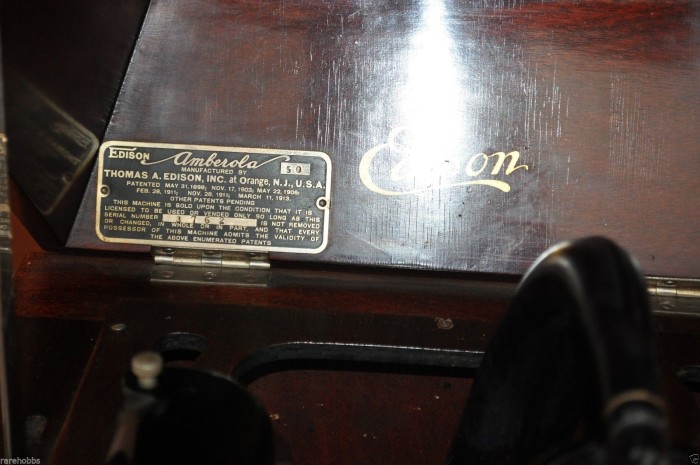 EDISON Amberola 50
MANUFACTURED BY
THOMAS A. EDISON, INC. at Orange, N.J., U.S.A.
PATENTED MAY 31, 1898; NOV. 17, 1903; MAY 22, 1906;
FEB. 28, 1911; NOV. 28, 1911; MARCH 11, 1913.
OTHER PATENTS PENDING
THIS MACHINE IS SOLD UPON THE CONDITION THAT IT IS
LICENSED TO BE USED OR VENDED ONLY SO LONG AS THIS
SERIAL NUMBER IS NOT REMOVED
OR CHANGED, IN WHOLE OR IN PART, AND THAT EVERY
POSSESSOR OF THIS MACHINE ADMITS THE VALIDITY OF
THE ABOVE ENUMERATED PATENTS
Edison
rarehobbs